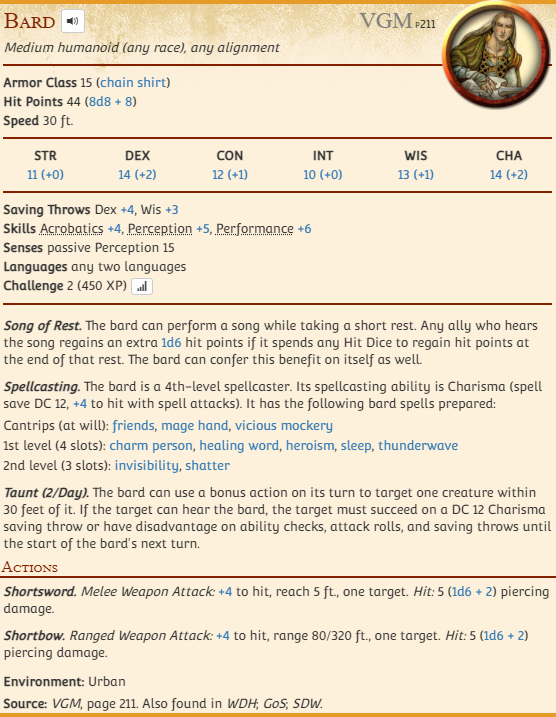 BARD VGM P211
Medium humanoid (any race), any alignment
Armor Class 15 (chain shirt)
Hit Points 44 (8d8 + 8)
Speed 30 ft.
STR DEX CON INT WIS CHA
11 (+0) 14 (+2) 12 (+1) 10 (+0) 13 (+1) 14 (+2)
Saving Throws Dex +4, Wis +3
Skills Acrobatics +4, Perception +5, Performance +6
Senses passive Perception 15
Languages any two languages
Challenge 2 (450 XP)
Song of Rest. The bard can perform a song while taking a short rest. Any ally who hears
the song regains an extra 1d6 hit points if it spends any Hit Dice to regain hit points at
the end of that rest. The bard can confer this benefit on itself as well.
Spellcasting. The bard is a 4th-level spellcaster. Its spellcasting ability is Charisma (spell
save DC 12, +4 to hit with spell attacks). It has the following bard spells prepared:
Cantrips (at will): friends, mage hand, vicious mockery
1st level (4 slots): charm person, healing word, heroism, sleep, thunderwave
2nd level (3 slots): invisibility, shatter
Taunt (2/Day). The bard can use a bonus action on its turn to target one creature within
30 feet of it. If the target can hear the bard, the target must succeed on a DC 12 Charisma
saving throw or have disadvantage on ability checks, attack rolls, and saving throws until
the start of the bard's next turn.
ACTIONS
Shortsword. Melee Weapon Attack: +4 to hit, reach 5 ft., one target. Hit: 5 (1d6 + 2) piercing
damage.
Shortbow. Ranged Weapon Attack: +4 to hit, range 80/320 ft., one target. Hit: 5 (1d6 + 2)
piercing damage.
Environment: Urban
Source: VGM, page 211. Also found in WDH; GoS; SDW.